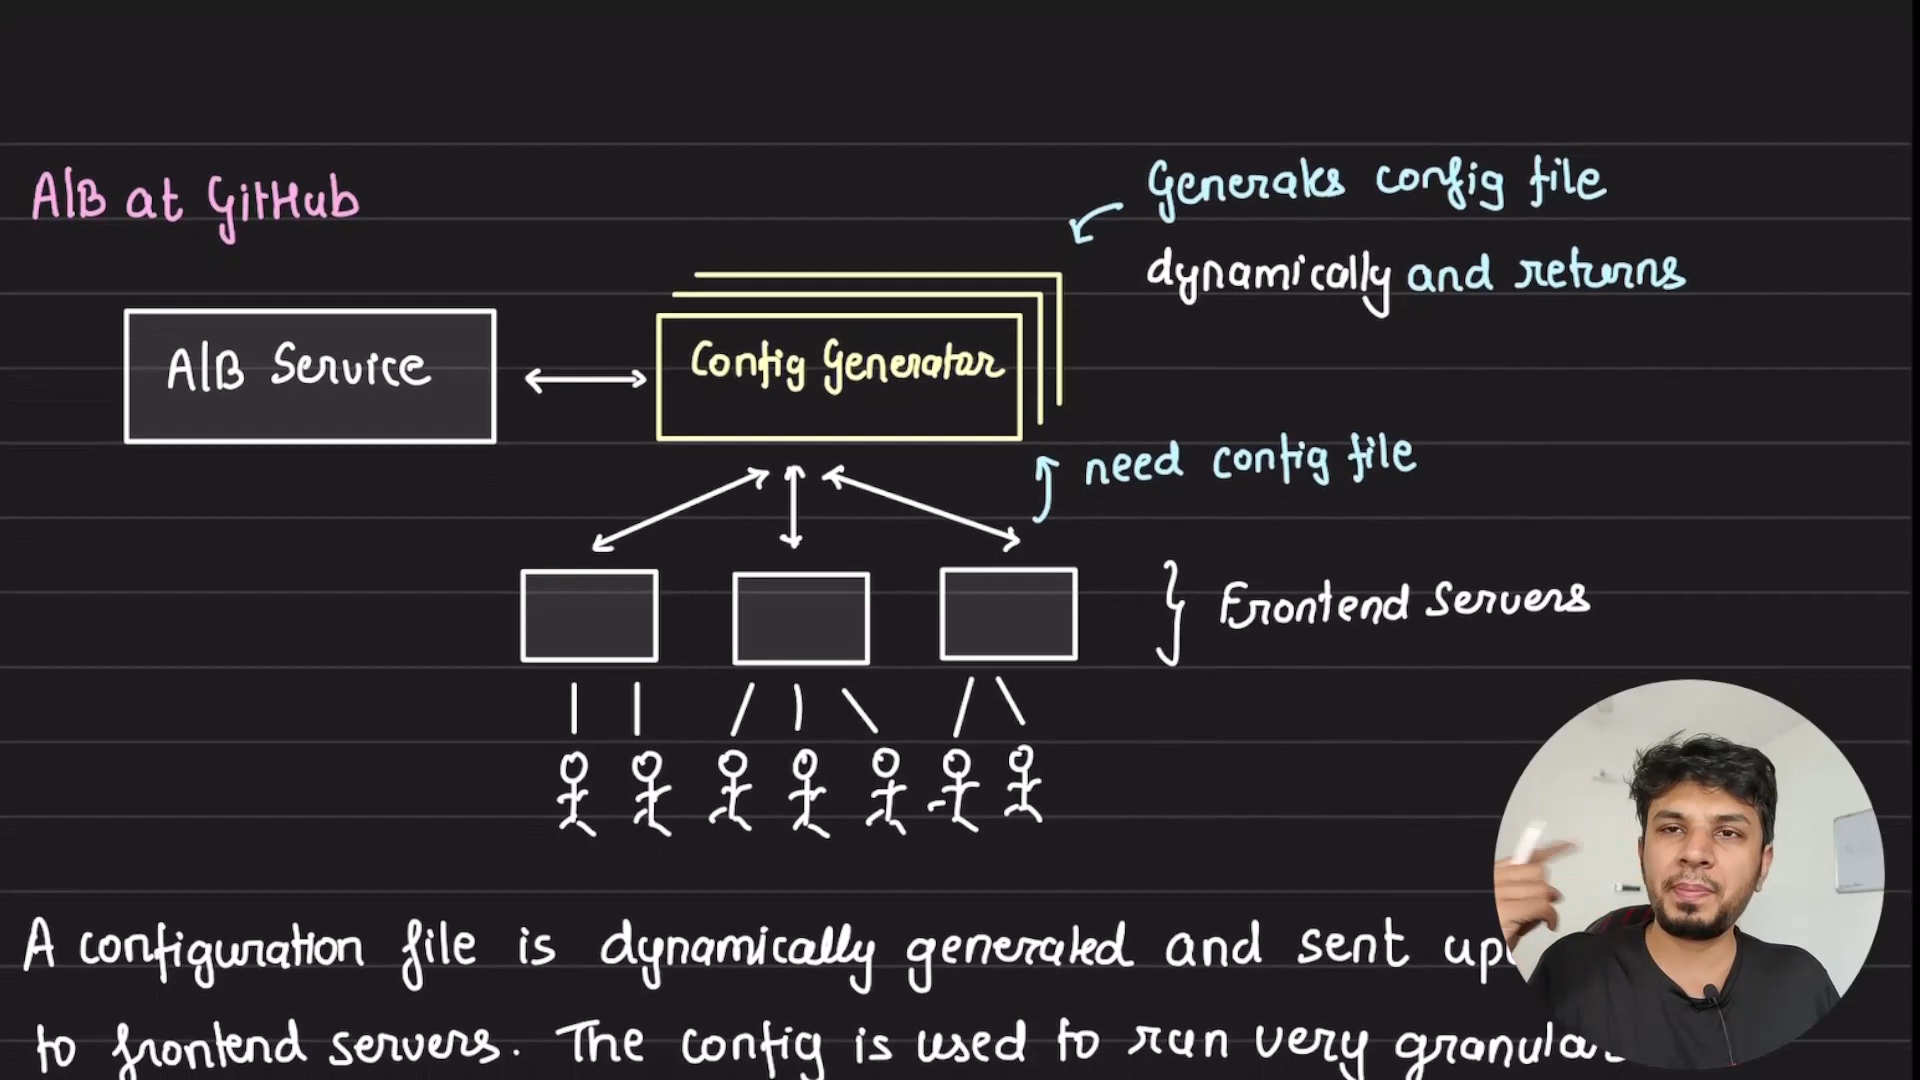 A/B at GitHub
Generates config file
dynamically and returns
A/B Service
Config Generator
need config file
Frontend Servers
A configuration file is dynamically generated and sent
to frontend servers. The config is used to run very granular